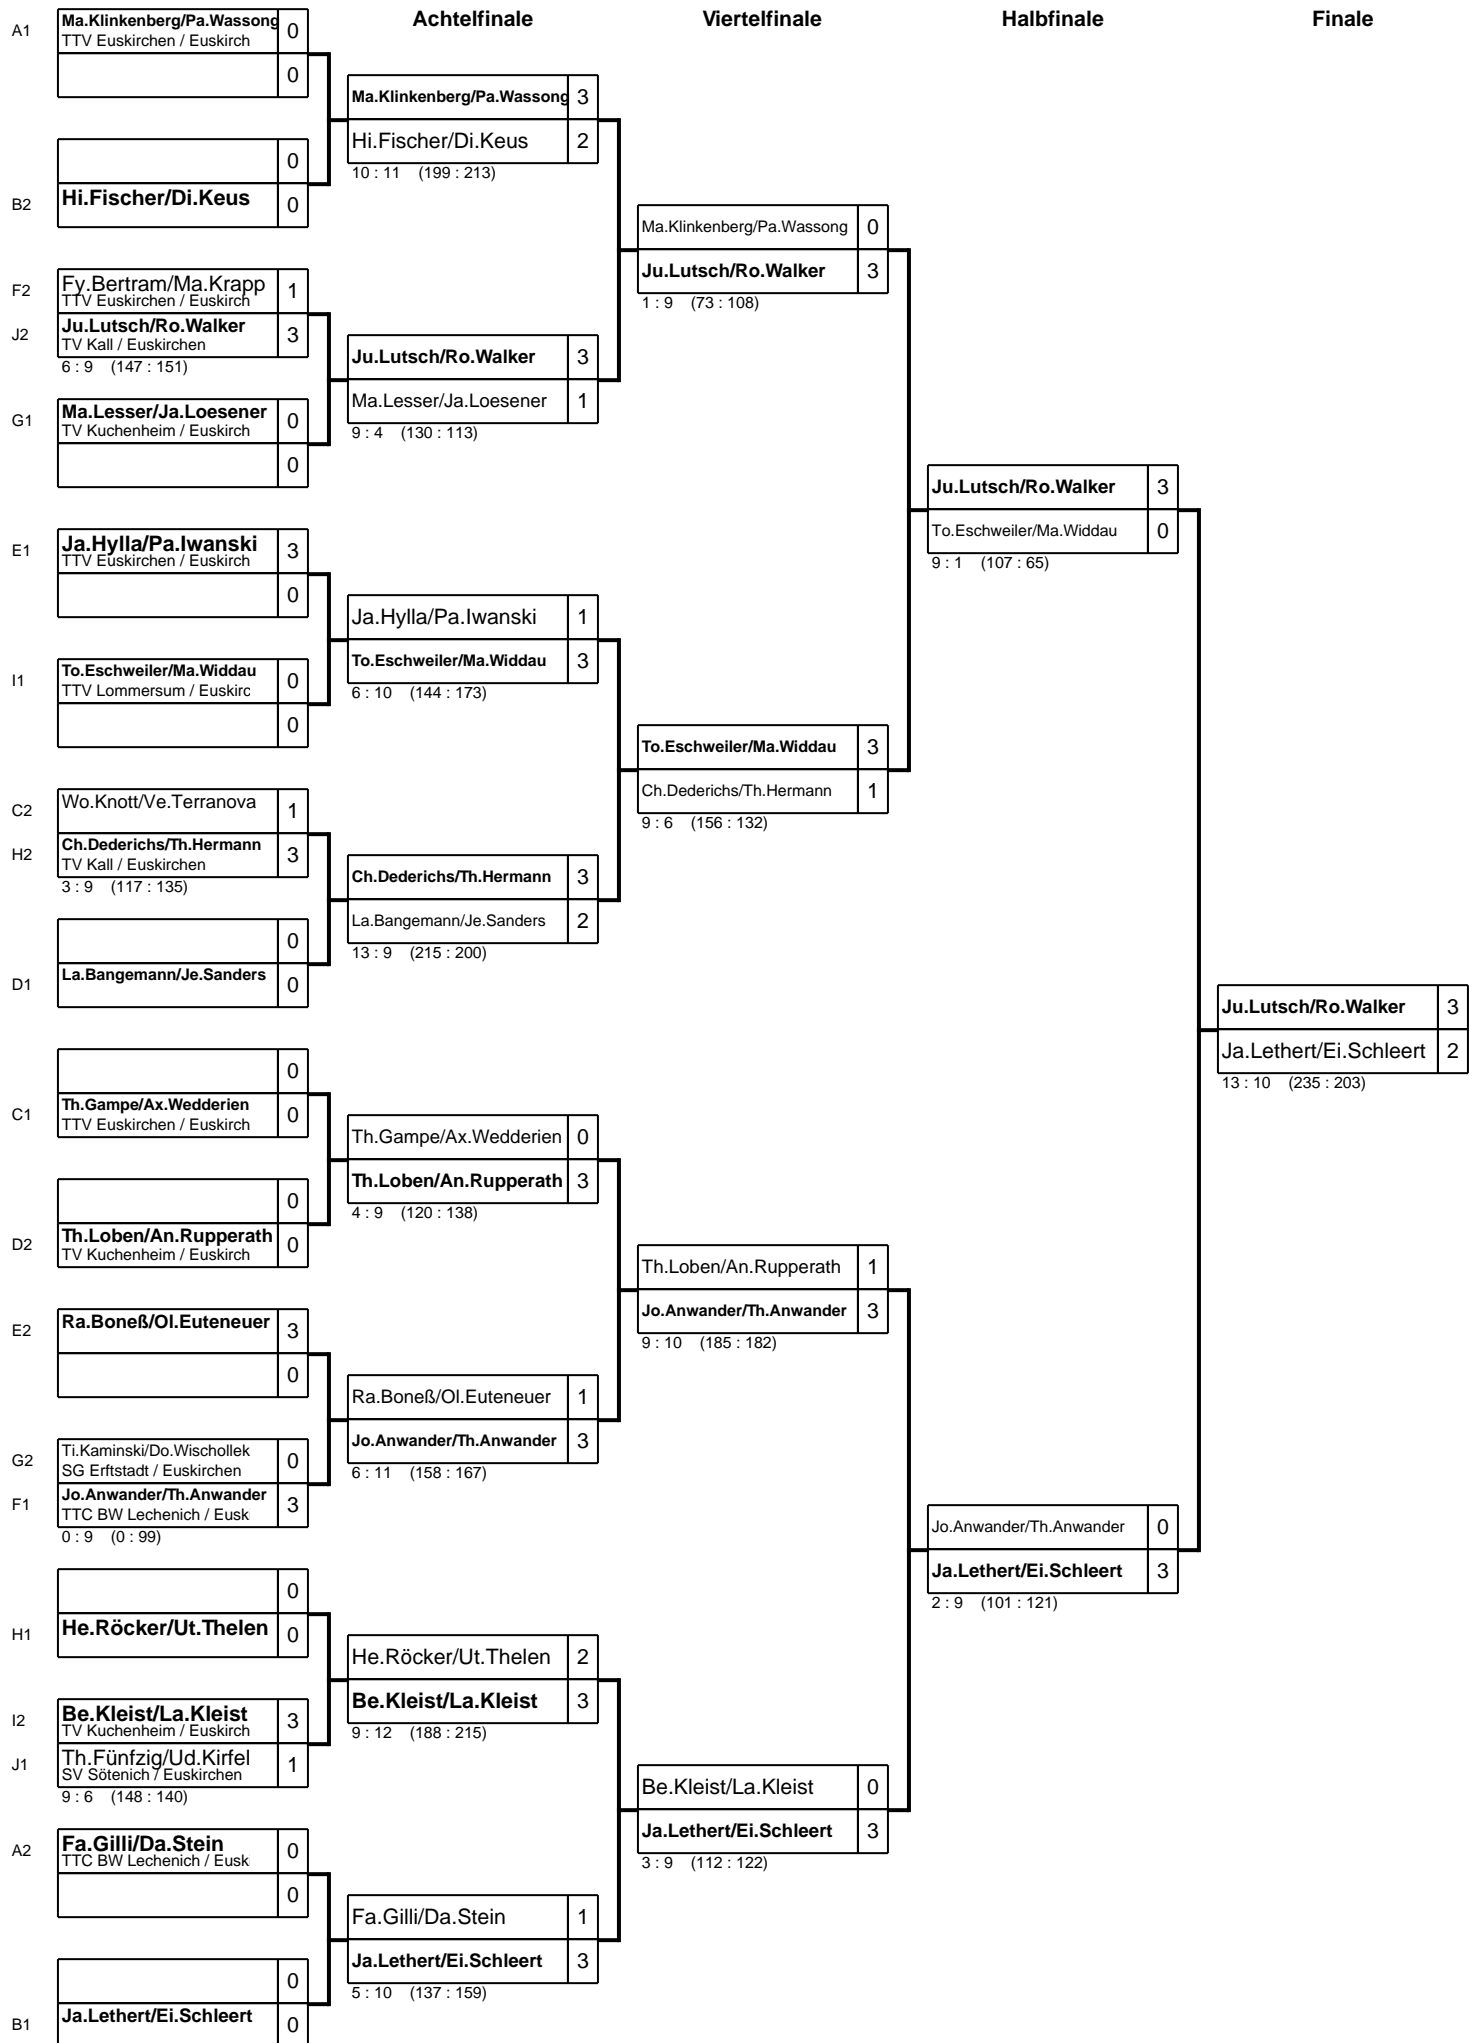 Achtelfinale
Viertelfinale
Halbfinale
Finale
A1
Ma.Klinkenberg/Pa.Wassong 0
TTV Euskirchen / Euskirch
0
0
B2
Hi.Fischer/Di.Keus 0
F2
Fy.Bertram/Ma.Krapp 1
TTV Euskirchen / Euskirch
J2
Ju.Lutsch/Ro.Walker 3
TV Kall / Euskirchen
6 : 9 (147 : 151)
G1
Ma.Lesser/Ja.Loesener 0
TV Kuchenheim / Euskirch
0
E1
Ja.Hylla/Pa.Iwanski 3
TTV Euskirchen / Euskirch
0
I1
To.Eschweiler/Ma.Widdau 0
TTV Lommersum / Euskirc
0
C2
Wo.Knott/Ve.Terranova 1
H2
Ch.Dederichs/Th.Hermann 3
TV Kall / Euskirchen
3 : 9 (117 : 135)
0
D1
La.Bangemann/Je.Sanders 0
0
C1
Th.Gampe/Ax.Wedderien 0
TTV Euskirchen / Euskirch
0
D2
Th.Loben/An.Rupperath 0
TV Kuchenheim / Euskirch
E2
Ra.Boneß/Ol.Euteneuer 3
0
G2
Ti.Kaminski/Do.Wischollek 0
SG Erftstadt / Euskirchen
F1
Jo.Anwander/Th.Anwander 3
TTC BW Lechenich / Eusk
0 : 9 (0 : 99)
0
H1
He.Röcker/Ut.Thelen 0
I2
Be.Kleist/La.Kleist 3
TV Kuchenheim / Euskirch
J1
Th.Fünfzig/Ud.Kirfel 1
SV Sötenich / Euskirchen
9 : 6 (148 : 140)
A2
Fa.Gilli/Da.Stein 0
TTC BW Lechenich / Eusk
0
0
B1
Ja.Lethert/Ei.Schleert 0
Ma.Klinkenberg/Pa.Wassong 3
Hi.Fischer/Di.Keus 2
10 : 11 (199 : 213)
Ju.Lutsch/Ro.Walker 3
Ma.Lesser/Ja.Loesener 1
9 : 4 (130 : 113)
Ja.Hylla/Pa.Iwanski 1
To.Eschweiler/Ma.Widdau 3
6 : 10 (144 : 173)
Ch.Dederichs/Th.Hermann 3
La.Bangemann/Je.Sanders 2
13 : 9 (215 : 200)
Th.Gampe/Ax.Wedderien 0
Th.Loben/An.Rupperath 3
4 : 9 (120 : 138)
Ra.Boneß/Ol.Euteneuer 1
Jo.Anwander/Th.Anwander 3
6 : 11 (158 : 167)
He.Röcker/Ut.Thelen 2
Be.Kleist/La.Kleist 3
9 : 12 (188 : 215)
Fa.Gilli/Da.Stein 1
Ja.Lethert/Ei.Schleert 3
5 : 10 (137 : 159)
Ma.Klinkenberg/Pa.Wassong 0
Ju.Lutsch/Ro.Walker 3
1 : 9 (73 : 108)
To.Eschweiler/Ma.Widdau 3
Ch.Dederichs/Th.Hermann 1
9 : 6 (156 : 132)
Th.Loben/An.Rupperath 1
Jo.Anwander/Th.Anwander 3
9 : 10 (185 : 182)
Be.Kleist/La.Kleist 0
Ja.Lethert/Ei.Schleert 3
3 : 9 (112 : 122)
Ju.Lutsch/Ro.Walker 3
To.Eschweiler/Ma.Widdau 0
9 : 1 (107 : 65)
Jo.Anwander/Th.Anwander 0
Ja.Lethert/Ei.Schleert 3
2 : 9 (101 : 121)
Ju.Lutsch/Ro.Walker 3
Ja.Lethert/Ei.Schleert 2
13 : 10 (235 : 203)